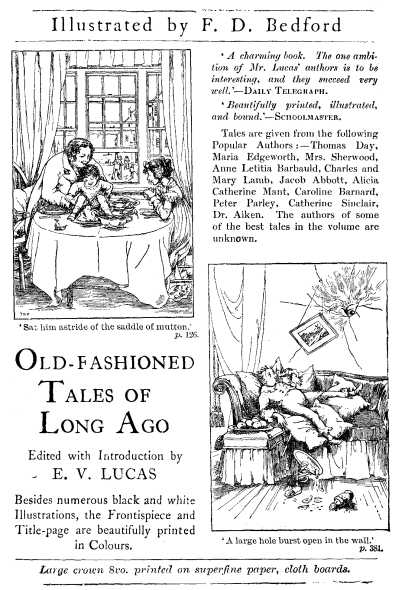 Illustrated by F. D. Bedford
'A charming book. The one ambi-
tion of Mr. Lucas' authors is to be
interesting, and they succeed very
well.'—DAILY TELEGRAPH.
'Beautifully printed, illustrated,
and bound.'—SCHOOLMASTER.
Tales are given from the following
Popular Authors:—Thomas Day,
Maria Edgeworth, Mrs. Sherwood,
Anne Letitia Barbauld, Charles and
Mary Lamb, Jacob Abbott, Alicia
Catherine Mant, Caroline Barnard,
Peter Parley, Catherine Sinclair,
Dr. Aiken. The authors of some
of the best tales in the volume are
unknown.
'Sat him astride of the saddle of mutton.'
p. 126.
OLD-FASHIONED
TALES OF
LONG AGO
Edited with Introduction by
E. V. LUCAS
Besides numerous black and white
Illustrations, the Frontispiece and
Title-page are beautifully printed
in Colours.
'A large hole burst open in the wall.'
p. 381.
Large crown 8vo. printed on superfine paper, cloth boards.